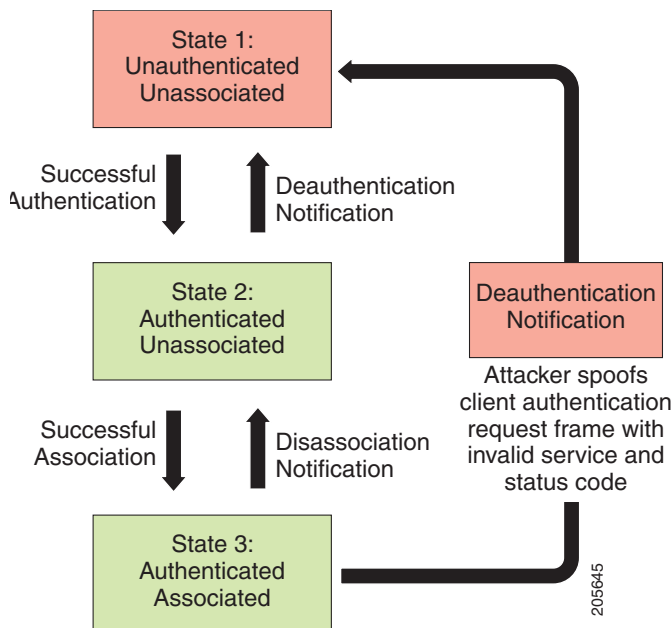 State 1:
Unauthenticated
Unassociated
Successful
Authentication
Deauthentication
Notification
State 2:
Authenticated
Unassociated
Deauthentication
Notification
Attacker spoofs
client authentication
request frame with
invalid service and
status code
Successful
Association
Disassociation
Notification
State 3:
Authenticated
Associated
205645